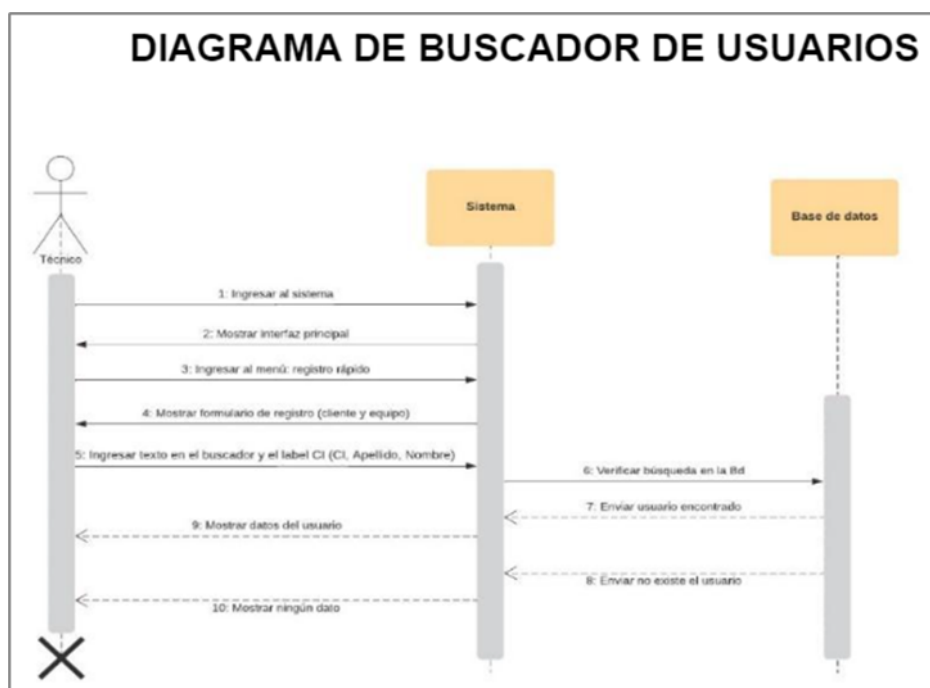 DIAGRAMA DE BUSCADOR DE USUARIOS
Sistema
Base de datos
Técnico
1: Ingresar al sistema
2: Mostrar interfaz principal
3: Ingresar al menú: registro rápido
4: Mostrar formulario de registro (cliente y equipo)
5: Ingresar texto en el buscador y el label CI (CI, Apellido, Nombre)
6: Verificar búsqueda en la Bd
7: Enviar usuario encontrado
9: Mostrar datos del usuario
8: Enviar no existe el usuario
10: Mostrar ningún dato